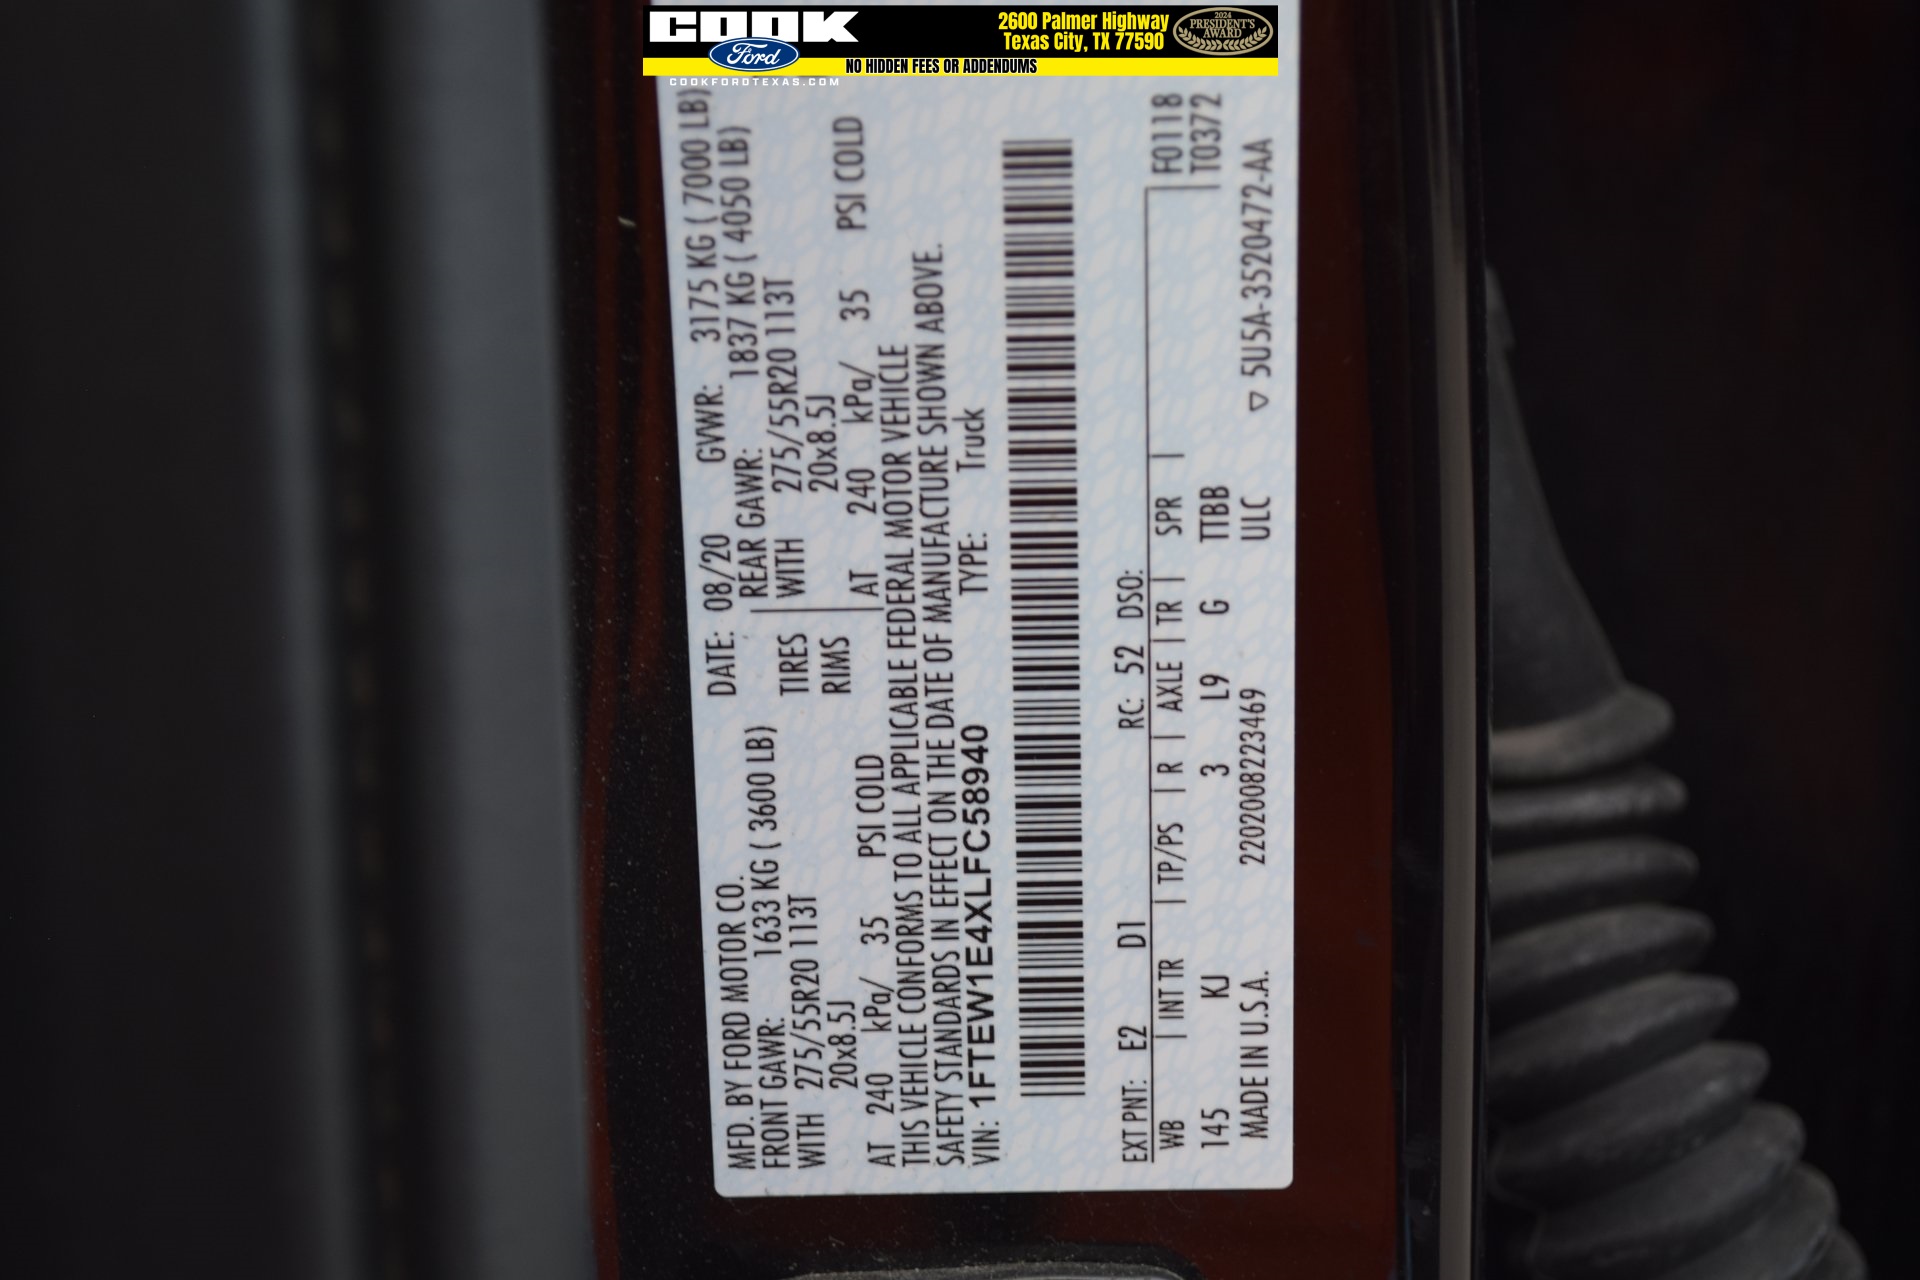 COOK
Ford
COOKFORDTEXAS.COM
2600 Palmer Highway
Texas City, TX 77590
2024
PRESIDENT'S
AWARD
NO HIDDEN FEES OR ADDENDUMS
MFD. BY FORD MOTOR CO.
DATE: 08/20 GVWR: 3175 KG ( 7000 LB)
FRONT GAWR: 1633 KG ( 3600 LB) REAR GAWR: 1837 KG ( 4050 LB)
WITH 275/55R20 113T TIRES WITH 275/55R20 113T
20x8.5J RIMS 20x8.5J
AT 240 kPa/ 35 PSI COLD AT 240 kPa/ 35 PSI COLD
THIS VEHICLE CONFORMS TO ALL APPLICABLE FEDERAL MOTOR VEHICLE
SAFETY STANDARDS IN EFFECT ON THE DATE OF MANUFACTURE SHOWN ABOVE.
VIN: 1FTEW1E4XLFC58940 TYPE: Truck
EXT PNT: E2 D1 RC: 52 DSO: F0118
WB | INT TR | TP/PS | R | AXLE | TR | SPR | T0372
145 KJ 3 L9 G TTBB
MADE IN U.S.A. 2202008223469 ULC ▽ 5U5A-3520472-AA